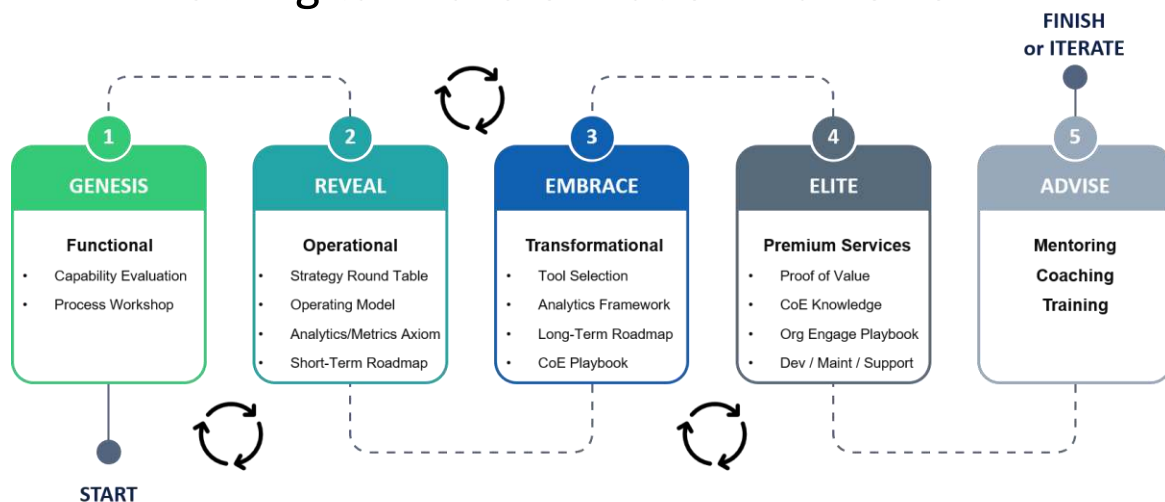 FINISH
or ITERATE
1
GENESIS
Functional
• Capability Evaluation
• Process Workshop
2
REVEAL
Operational
• Strategy Round Table
• Operating Model
• Analytics/Metrics Axiom
• Short-Term Roadmap
3
EMBRACE
Transformational
• Tool Selection
• Analytics Framework
• Long-Term Roadmap
• CoE Playbook
4
ELITE
Premium Services
• Proof of Value
• CoE Knowledge
• Org Engage Playbook
• Dev / Maint / Support
5
ADVISE
Mentoring
Coaching
Training
START